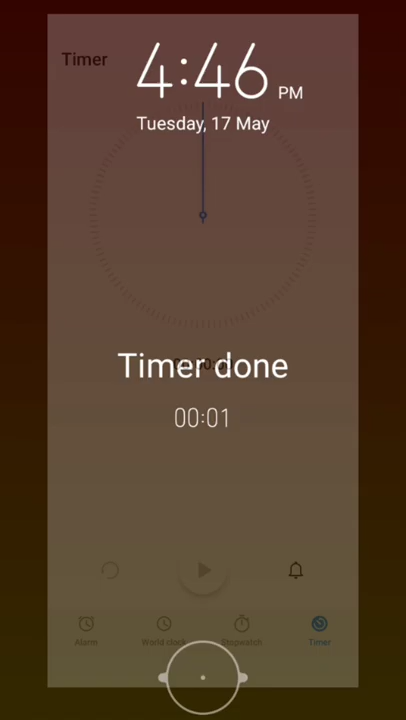 Timer
4:46 PM
Tuesday, 17 May
Timer done
00:01
Alarm
World clock
Stopwatch
Timer